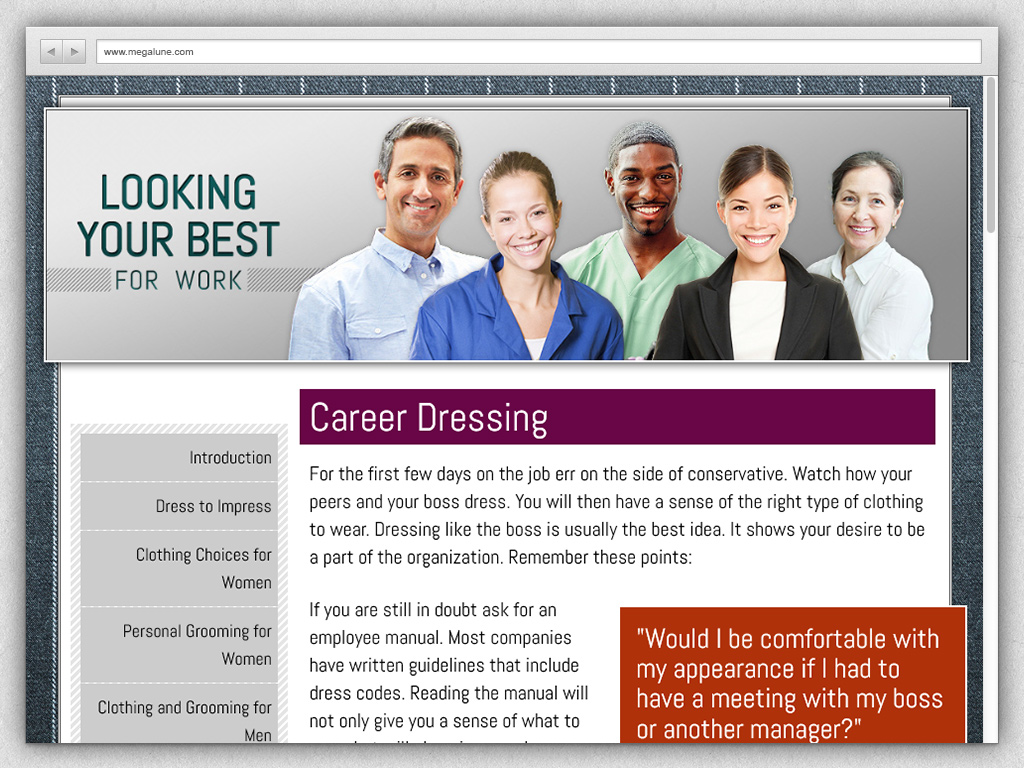 www.megalune.com
LOOKING
YOUR BEST
FOR WORK
Introduction
Dress to Impress
Clothing Choices for
Women
Personal Grooming for
Women
Clothing and Grooming for
Men
Career Dressing
For the first few days on the job err on the side of conservative. Watch how your
peers and your boss dress. You will then have a sense of the right type of clothing
to wear. Dressing like the boss is usually the best idea. It shows your desire to be
a part of the organization. Remember these points:
If you are still in doubt ask for an
employee manual. Most companies
have written guidelines that include
dress codes. Reading the manual will
not only give you a sense of what to
"Would I be comfortable with
my appearance if I had to
have a meeting with my boss
or another manager?"